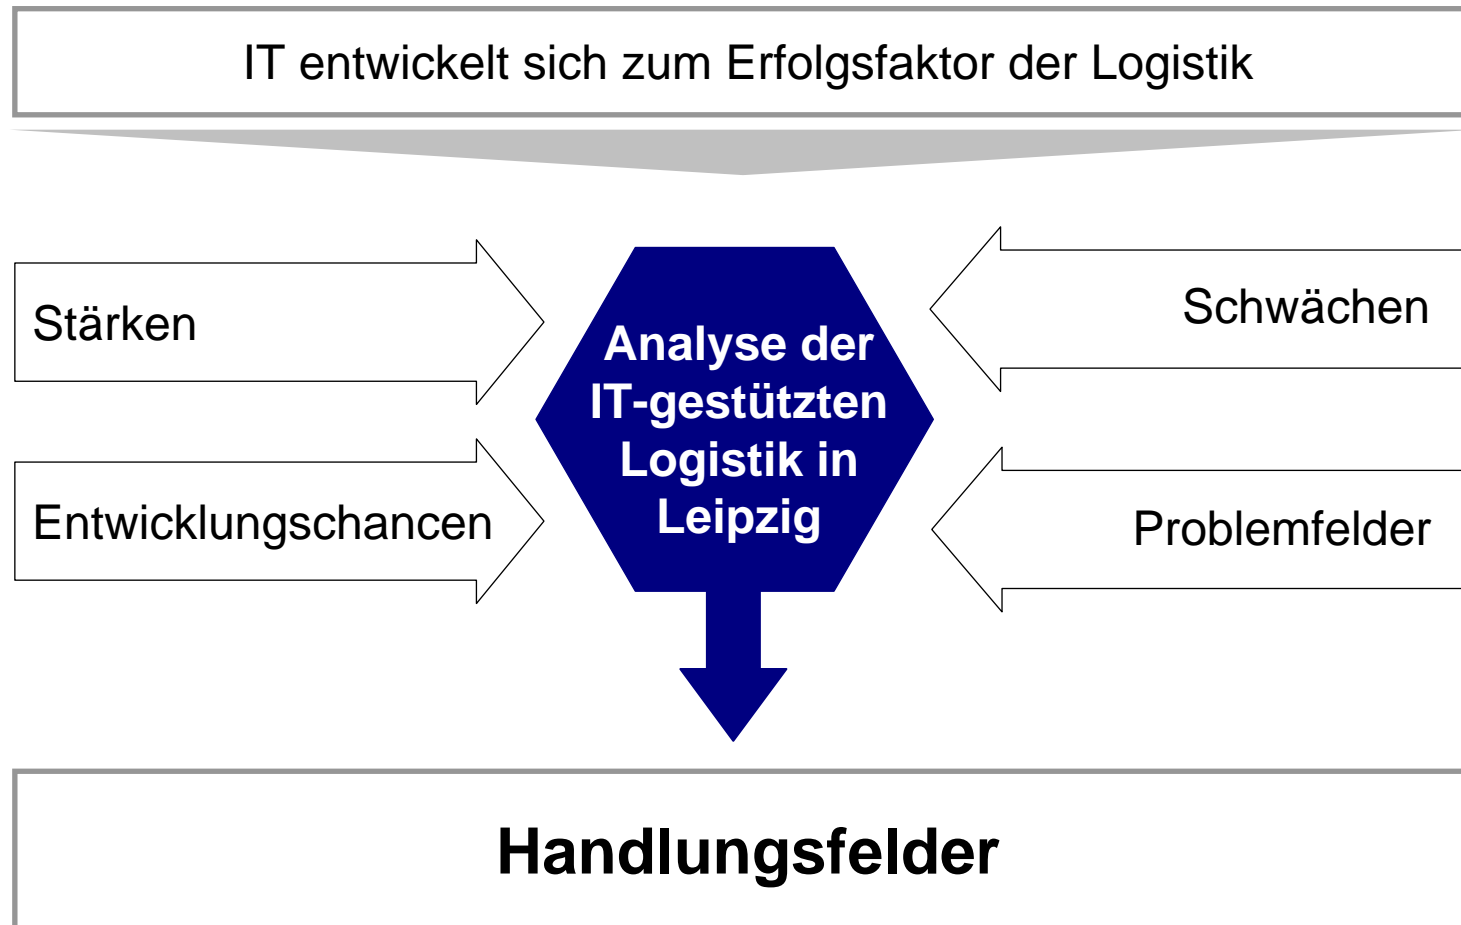 IT entwickelt sich zum Erfolgsfaktor der Logistik
Stärken
Entwicklungschancen
Analyse der
IT-gestützten
Logistik in
Leipzig
Schwächen
Problemfelder
Handlungsfelder